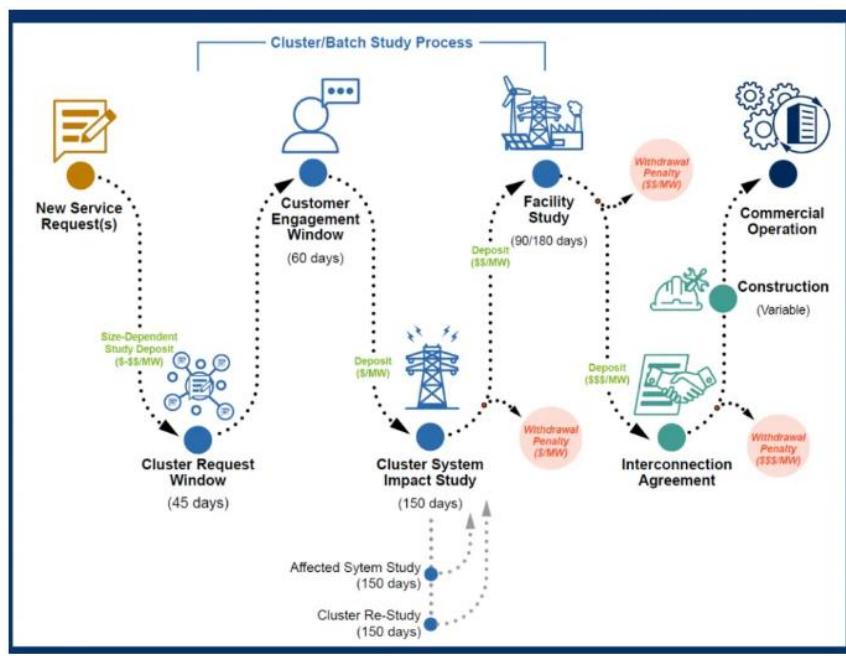 Cluster/Batch Study Process
New Service
Request(s)
Size-Dependent
Study Deposit
($-$$/MW)
Cluster Request
Window
(45 days)
Customer
Engagement
Window
(60 days)
Deposit
($/MW)
Cluster System
Impact Study
(150 days)
Affected Sytem Study
(150 days)
Cluster Re-Study
(150 days)
Withdrawal
Penalty
($/MW)
Deposit
($$/MW)
Facility
Study
(90/180 days)
Withdrawal
Penalty
($$/MW)
Deposit
($$$/MW)
Interconnection
Agreement
Withdrawal
Penalty
($$$/MW)
Construction
(Variable)
Commercial
Operation